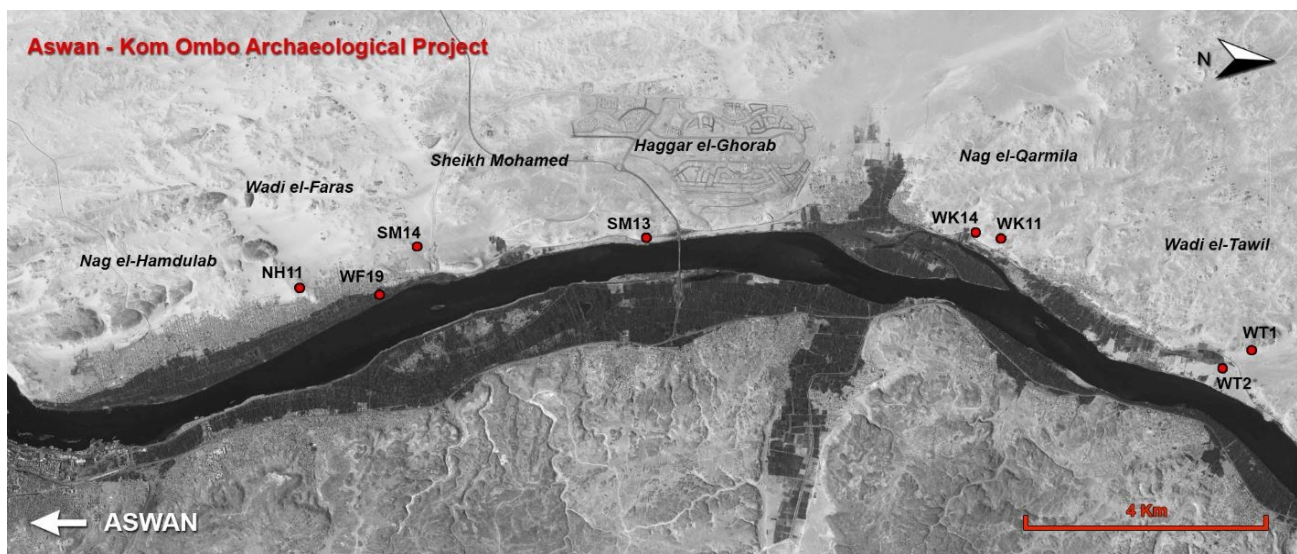 Aswan - Kom Ombo Archaeological Project
N
Haggar el-Ghorab
Sheikh Mohamed
Nag el-Qarmila
Wadi el-Faras
WK14
WK11
SM14
SM13
Wadi el-Tawil
Nag el-Hamdulab
NH11
WF19
WT1
WT2
ASWAN
4 Km